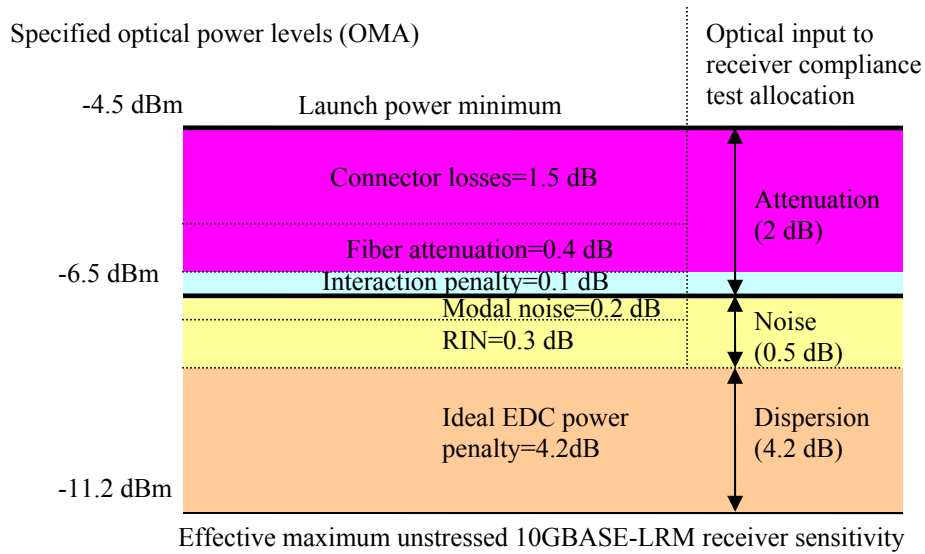 Specified optical power levels (OMA)
Optical input to
receiver compliance
test allocation
-4.5 dBm
Launch power minimum
Connector losses=1.5 dB
Attenuation
(2 dB)
Fiber attenuation=0.4 dB
-6.5 dBm
Interaction penalty=0.1 dB
Modal noise=0.2 dB
RIN=0.3 dB
Noise
(0.5 dB)
Ideal EDC power
penalty=4.2dB
Dispersion
(4.2 dB)
-11.2 dBm
Effective maximum unstressed 10GBASE-LRM receiver sensitivity